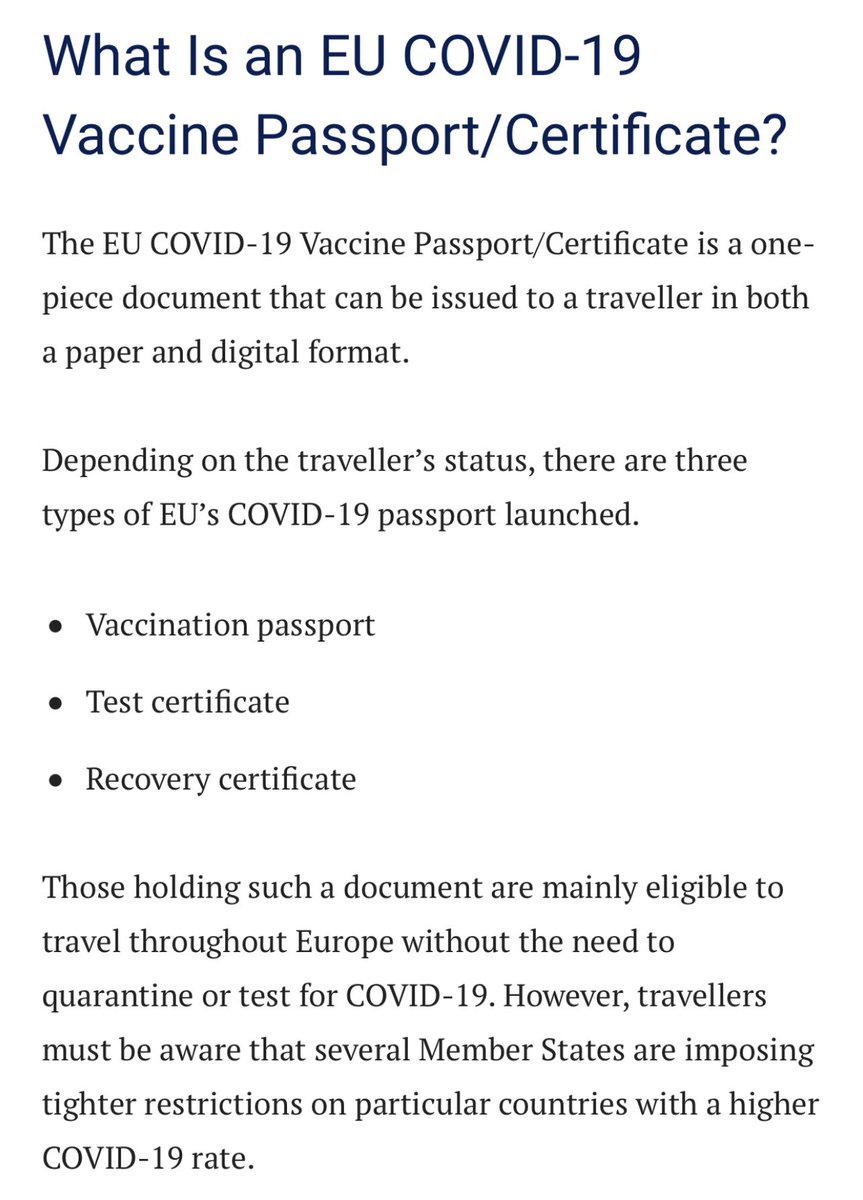 What Is an EU COVID-19
Vaccine Passport/Certificate?
The EU COVID-19 Vaccine Passport/Certificate is a one-
piece document that can be issued to a traveller in both
a paper and digital format.
Depending on the traveller’s status, there are three
types of EU’s COVID-19 passport launched.
• Vaccination passport
• Test certificate
• Recovery certificate
Those holding such a document are mainly eligible to
travel throughout Europe without the need to
quarantine or test for COVID-19. However, travellers
must be aware that several Member States are imposing
tighter restrictions on particular countries with a higher
COVID-19 rate.